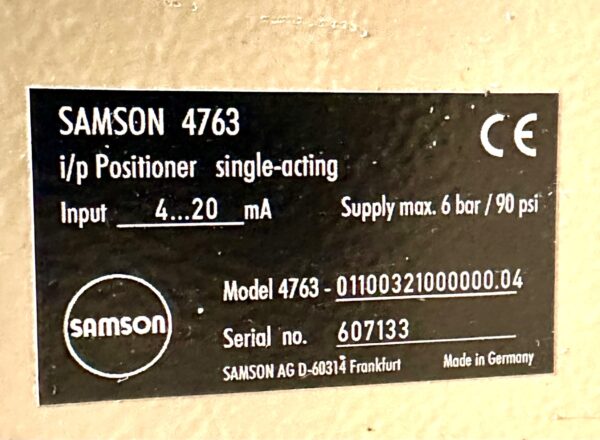 SAMSON 4763
CE
i/p Positioner single-acting
Input 4...20 mA Supply max. 6 bar / 90 psi
Model 4763 - 01100321000000.04
SAMSON
Serial no. 607133
SAMSON AG D-60314 Frankfurt Made in Germany